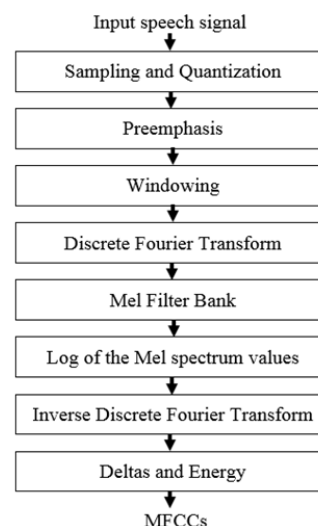 Input speech signal
Sampling and Quantization
Preemphasis
Windowing
Discrete Fourier Transform
Mel Filter Bank
Log of the Mel spectrum values
Inverse Discrete Fourier Transform
Deltas and Energy
MFCCs